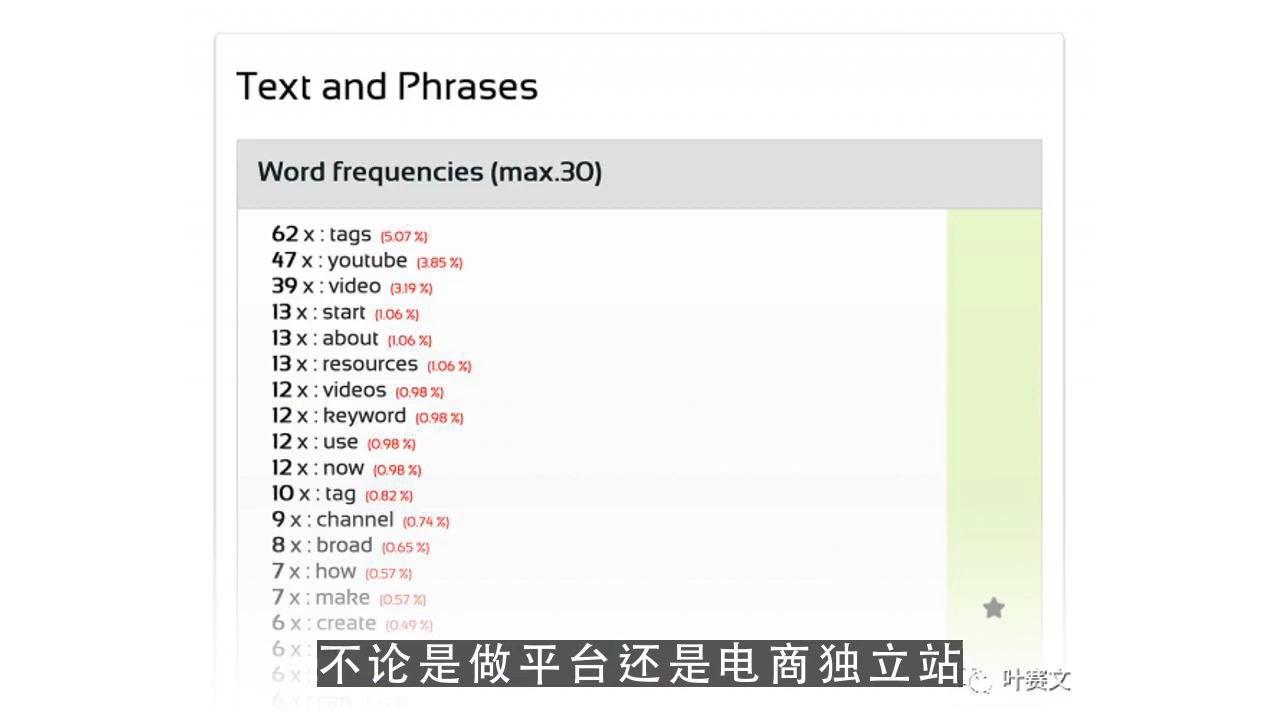 Text and Phrases
Word frequencies (max.30)
62 x : tags (5.07 %)
47 x : youtube (3.85 %)
39 x : video (3.19 %)
13 x : start (1.06 %)
13 x : about (1.06 %)
13 x : resources (1.06 %)
12 x : videos (0.98 %)
12 x : keyword (0.98 %)
12 x : use (0.98 %)
12 x : now (0.98 %)
10 x : tag (0.82 %)
9 x : channel (0.74 %)
8 x : broad (0.65 %)
7 x : how (0.57 %)
7 x : make (0.57 %)
6 x : create (0.49 %)
6 x :
6 x
不论是做平台还是电商独立站
叶赛文
x : can